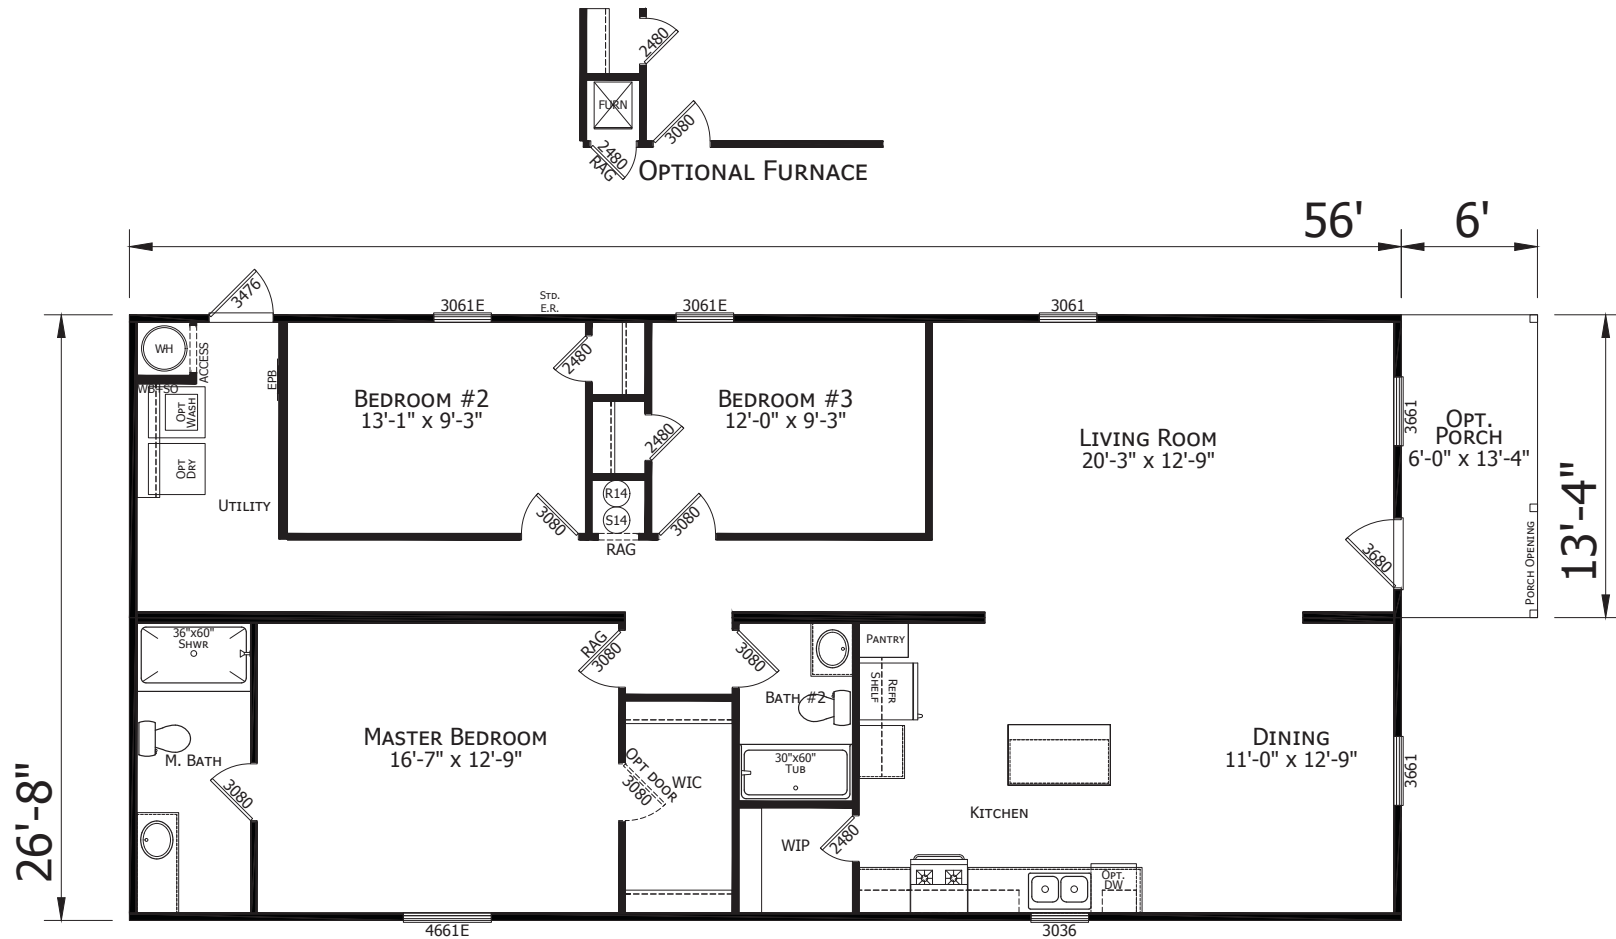 2480
FURN
3080
2480
RAG
OPTIONAL FURNACE
56'
6'
3476
3061E
STD.
E.R.
3061E
3061
WH
ACCESS
WB=SO
EPB
OPT
WASH
OPT
DRY
UTILITY
BEDROOM #2
13'-1" x 9'-3"
2480
BEDROOM #3
12'-0" x 9'-3"
2480
R14
S14
3080
3080
RAG
LIVING ROOM
20'-3" x 12'-9"
3661
OPT.
PORCH
6'-0" x 13'-4"
3680
PORCH OPENING
13'-4"
26'-8"
36"x60"
SHWR
M. BATH
3080
MASTER BEDROOM
16'-7" x 12'-9"
RAG
3080
OPT DOOR
3080
WIC
3080
BATH #2
30"x60"
TUB
WIP
2480
PANTRY
REFR
SHELF
KITCHEN
OPT.
DW
DINING
11'-0" x 12'-9"
3661
4661E
3036